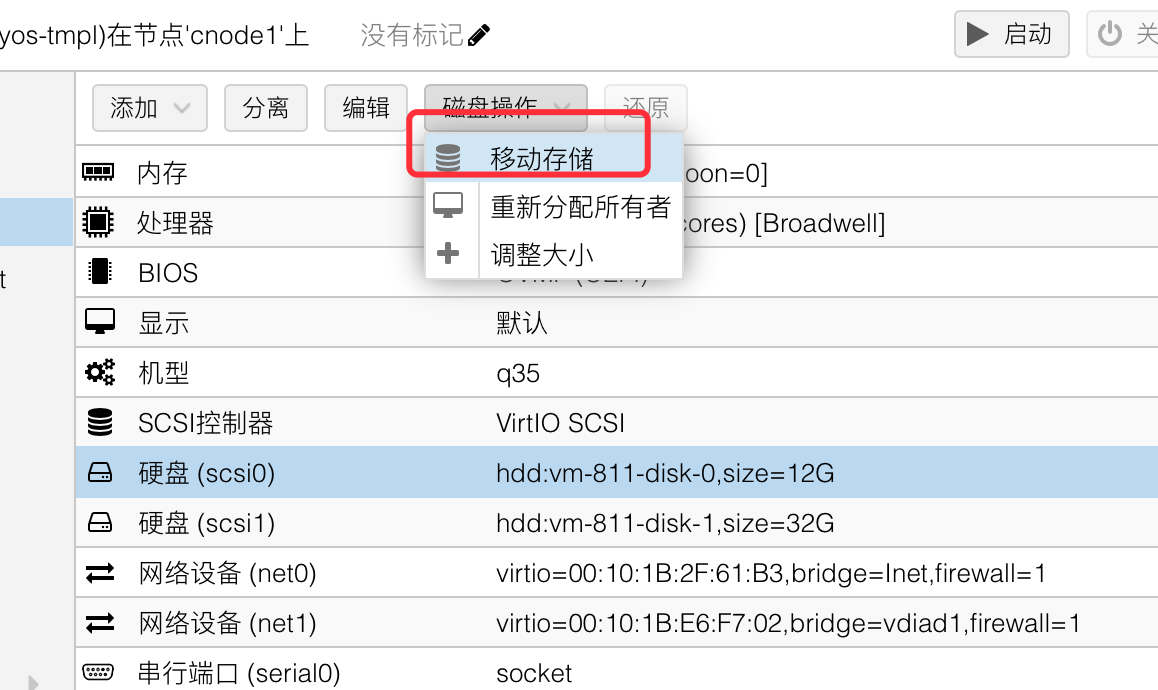 yos-tmpl)在节点'cnode1'上 没有标记 启动 关
添加 分离 编辑 磁盘操作 还原
移动存储
重新分配所有者
调整大小
内存 oon=0]
处理器 cores) [Broadwell]
t
BIOS
显示 默认
机型 q35
SCSI控制器 VirtIO SCSI
硬盘 (scsi0) hdd:vm-811-disk-0,size=12G
硬盘 (scsi1) hdd:vm-811-disk-1,size=32G
网络设备 (net0) virtio=00:10:1B:2F:61:B3,bridge=Inet,firewall=1
网络设备 (net1) virtio=00:10:1B:E6:F7:02,bridge=vdiad1,firewall=1
串行端口 (serial0) socket